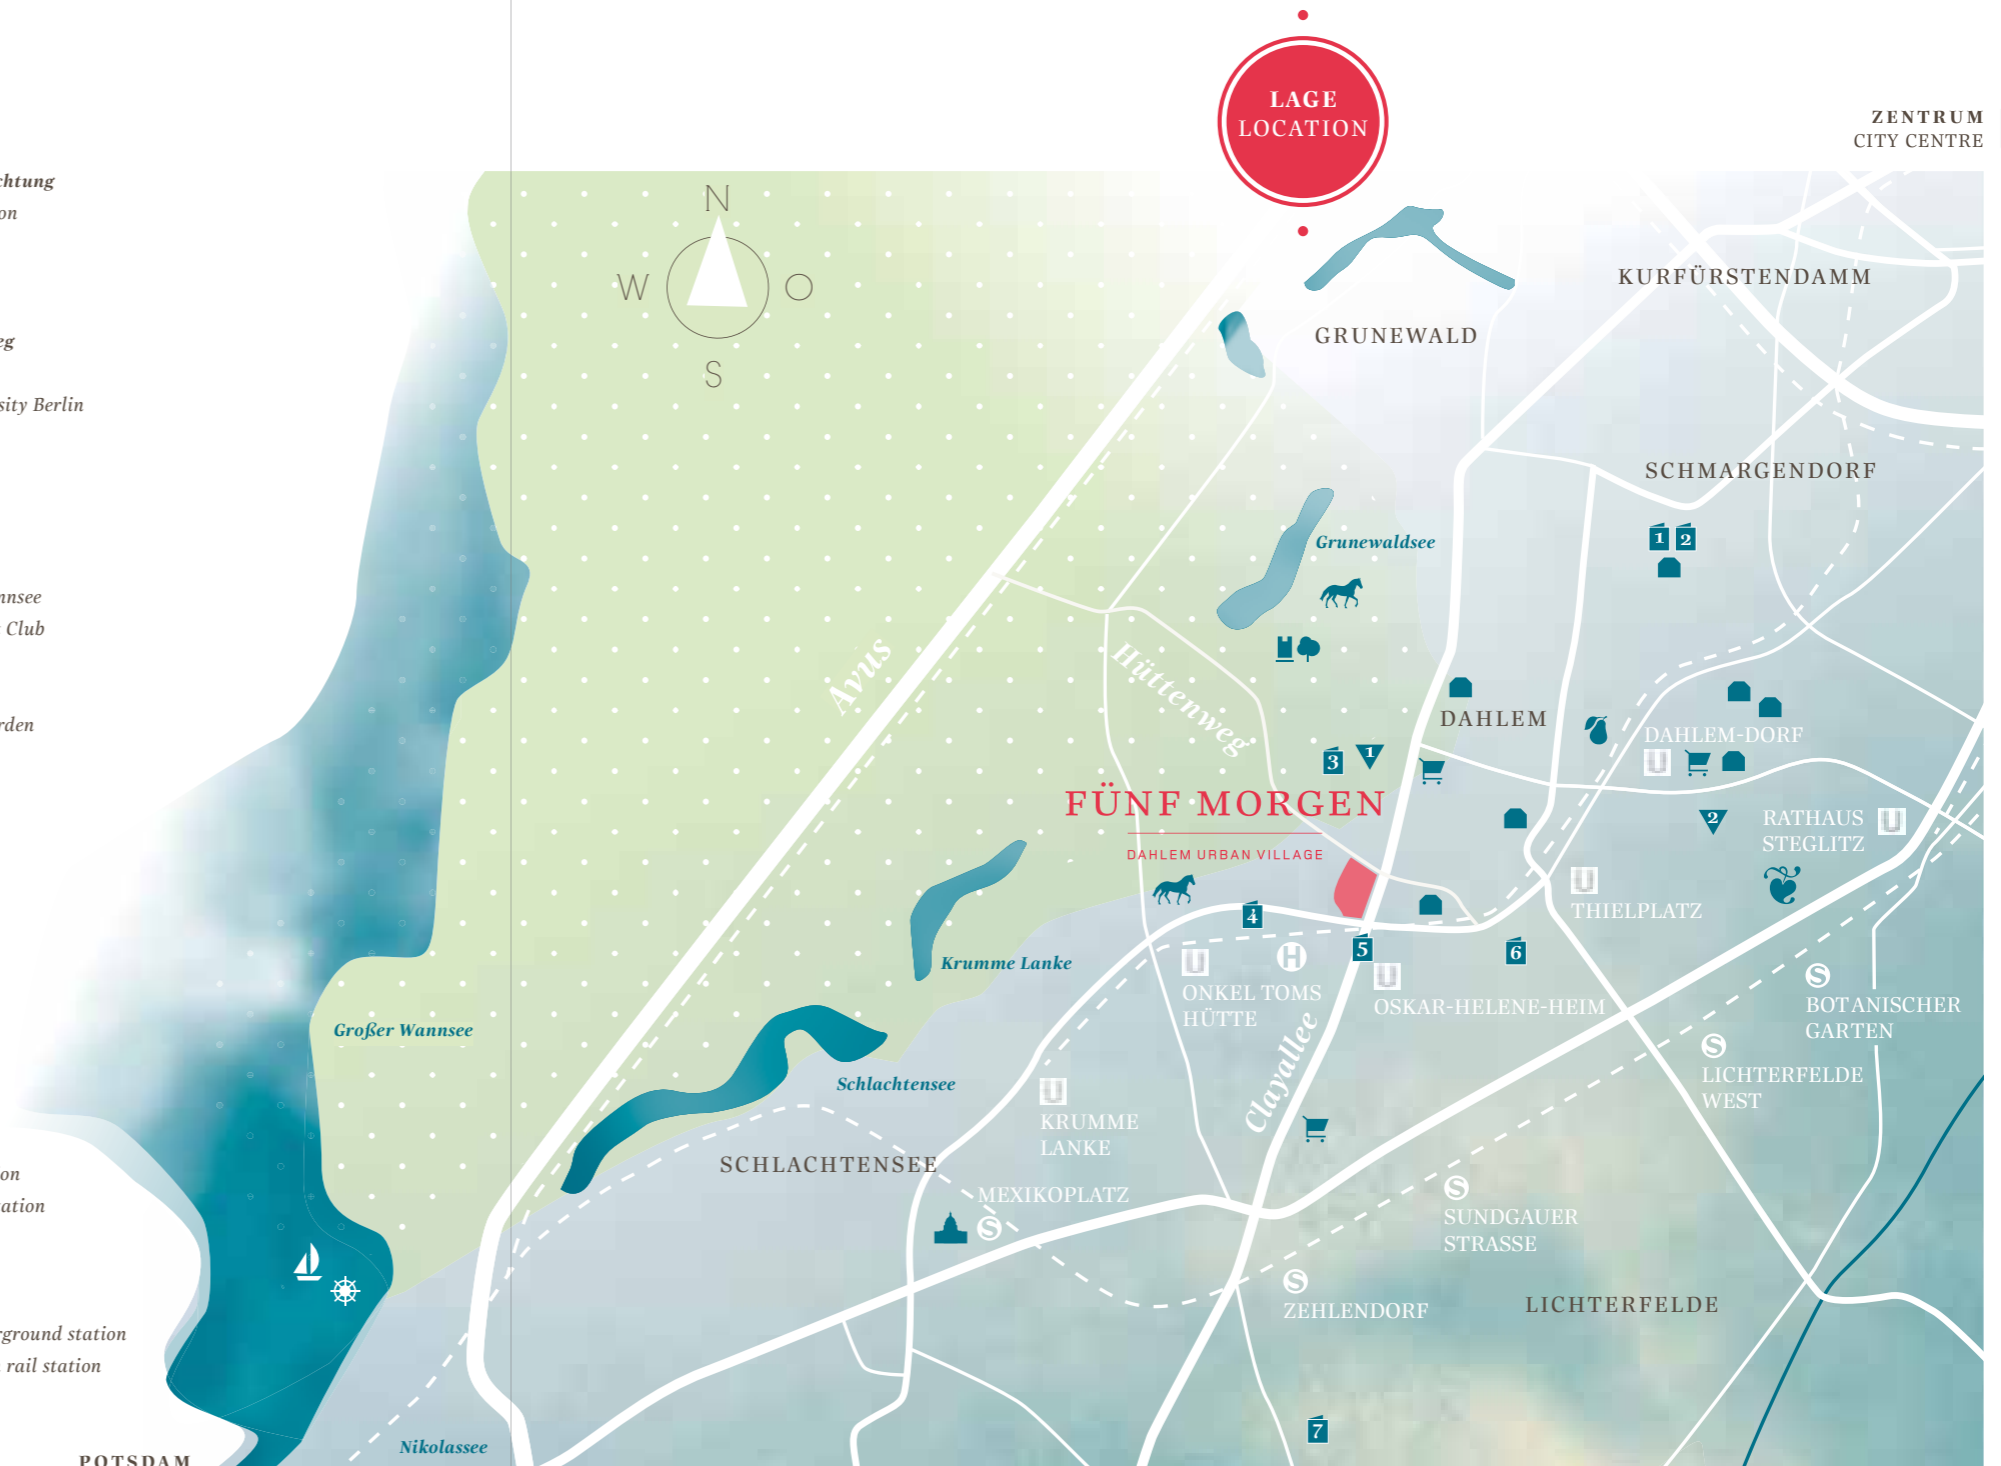 LAGE
LOCATION
ZENTRUM
CITY CENTRE
chtung
on
N
W
O
S
KURFÜRSTENDAMM
GRUNEWALD
eg
sity Berlin
SCHMARGENDORF
1 2
Grunewaldsee
nnsee
Club
Avus
Hüttenweg
DAHLEM
rden
DAHLEM-DORF
U
3 1
FÜNF MORGEN
DAHLEM URBAN VILLAGE
2
RATHAUS U
STEGLITZ
U
THIELPLATZ
4
5
6
Krumme Lanke
U H
ONKEL TOMS
HÜTTE
U
OSKAR-HELENE-HEIM
S
BOTANISCHER
GARTEN
Großer Wannsee
Clayallee
S
LICHTERFELDE
WEST
Schlachtensee
U
KRUMME
LANKE
SCHLACHTENSEE
on
tation
MEXIKOPLATZ
S
S
SUNDGAUER
STRASSE
S
ZEHLENDORF
LICHTERFELDE
rground station
rail station
7
Nikolassee
POTSDAM